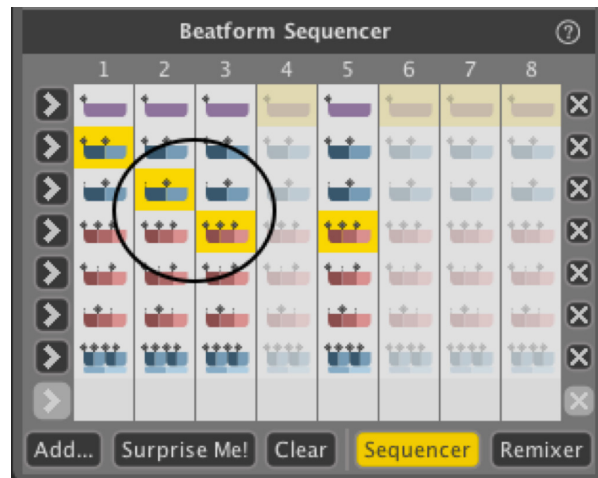 Beatform Sequencer ?
1 2 3 4 5 6 7 8
Add... Surprise Me! Clear Sequencer Remixer